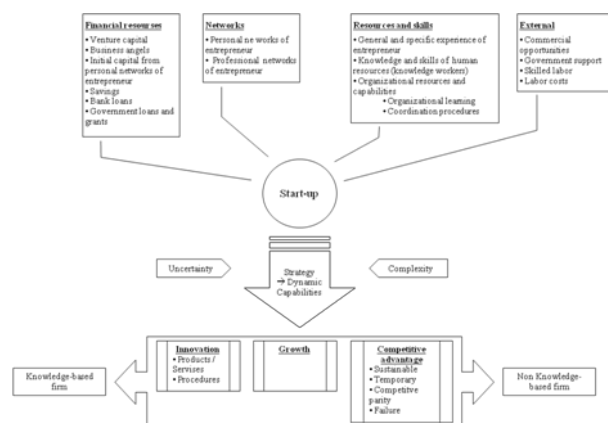 Financial resourses
• Venture capital
• Business angels
• Initial capital from
personal networks of
entrepreneur
• Savings
• Bank loans
• Government loans and
grants
Networks
• Personal ne works of
entrepreneur
• Professional networks
of entrepreneur
Resources and skills
• General and specific experience of
entrepreneur
• Knowledge and skills of human
resources (knowledge workers)
• Organizational resources and
capabilities
• Organizational learning
• Coordination procedures
External
• Commercial
opportunities
• Government support
• Skilled labor
• Labor costs
Start-up
Uncertainty
Strategy
→ Dynamic
Capabilities
Complexity
Innovation
• Products /
Servises
• Procedures
Growth
Competitive
advantage
• Sustainable
• Temporary
• Competitve
parity
• Failure
Knowledge-based
firm
Non Knowledge-
based firm